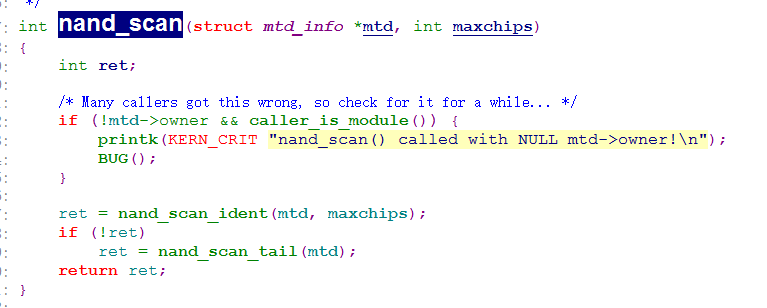 */
int nand_scan(struct mtd_info *mtd, int maxchips)
{
int ret;
/* Many callers got this wrong, so check for it for a while... */
if (!mtd->owner && caller_is_module()) {
printk(KERN_CRIT "nand_scan() called with NULL mtd->owner!\n");
BUG();
}
ret = nand_scan_ident(mtd, maxchips);
if (!ret)
ret = nand_scan_tail(mtd);
return ret;
}